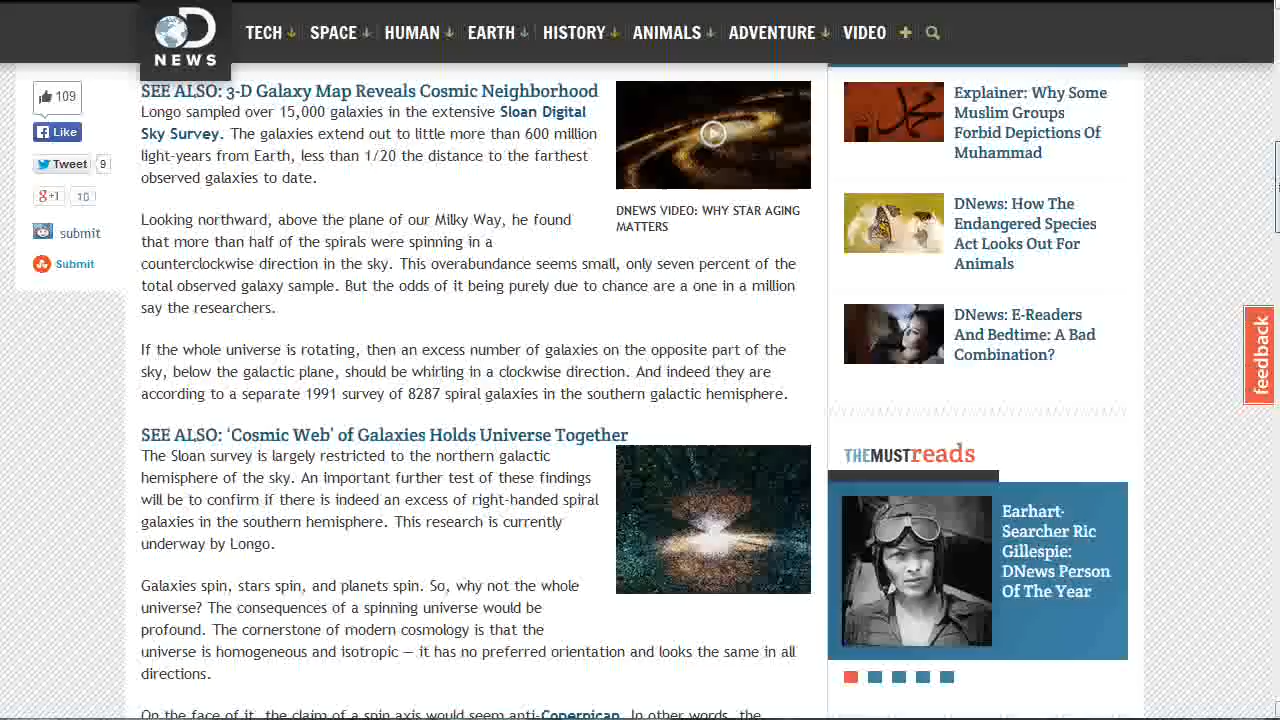 D
NEWS
TECH SPACE HUMAN EARTH HISTORY ANIMALS ADVENTURE VIDEO +
109
Like
Tweet 9
g+1 10
submit
Submit
SEE ALSO: 3-D Galaxy Map Reveals Cosmic Neighborhood
Longo sampled over 15,000 galaxies in the extensive Sloan Digital
Sky Survey. The galaxies extend out to little more than 600 million
light-years from Earth, less than 1/20 the distance to the farthest
observed galaxies to date.
DNEWS VIDEO: WHY STAR AGING
MATTERS
Looking northward, above the plane of our Milky Way, he found
that more than half of the spirals were spinning in a
counterclockwise direction in the sky. This overabundance seems small, only seven percent of the
total observed galaxy sample. But the odds of it being purely due to chance are a one in a million
say the researchers.
If the whole universe is rotating, then an excess number of galaxies on the opposite part of the
sky, below the galactic plane, should be whirling in a clockwise direction. And indeed they are
according to a separate 1991 survey of 8287 spiral galaxies in the southern galactic hemisphere.
SEE ALSO: ‘Cosmic Web’ of Galaxies Holds Universe Together
The Sloan survey is largely restricted to the northern galactic
hemisphere of the sky. An important further test of these findings
will be to confirm if there is indeed an excess of right-handed spiral
galaxies in the southern hemisphere. This research is currently
underway by Longo.
Galaxies spin, stars spin, and planets spin. So, why not the whole
universe? The consequences of a spinning universe would be
profound. The cornerstone of modern cosmology is that the
universe is homogeneous and isotropic — it has no preferred orientation and looks the same in all
directions.
On the face of it, the claim of a spin axis would seem anti-Copernican. In other words, the
Explainer: Why Some
Muslim Groups
Forbid Depictions Of
Muhammad
DNews: How The
Endangered Species
Act Looks Out For
Animals
DNews: E-Readers
And Bedtime: A Bad
Combination?
THEMUSTreads
Earhart-
Searcher Ric
Gillespie:
DNews Person
Of The Year
feedback